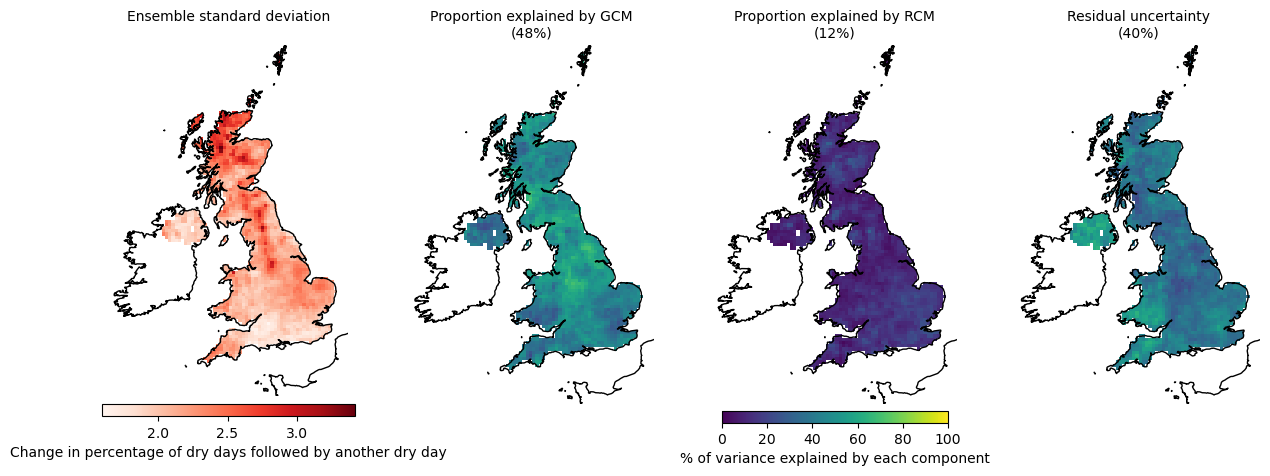 Ensemble standard deviation
Proportion explained by GCM
(48%)
Proportion explained by RCM
(12%)
Residual uncertainty
(40%)
2.0 2.5 3.0
Change in percentage of dry days followed by another dry day
0 20 40 60 80 100
% of variance explained by each component